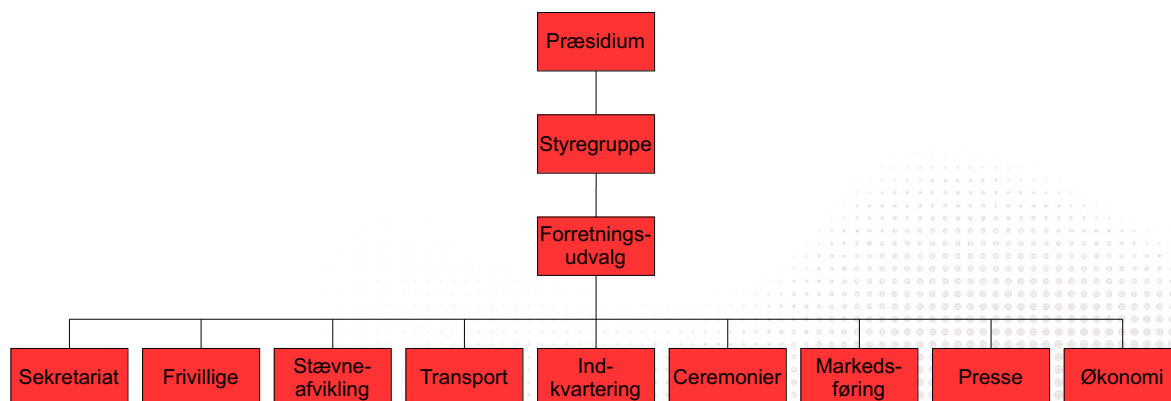 Præsidium
Styregruppe
Forretnings-
udvalg
Sekretariat
Frivillige
Stævne-
afvikling
Transport
Ind-
kvartering
Ceremonier
Markeds-
føring
Presse
Økonomi